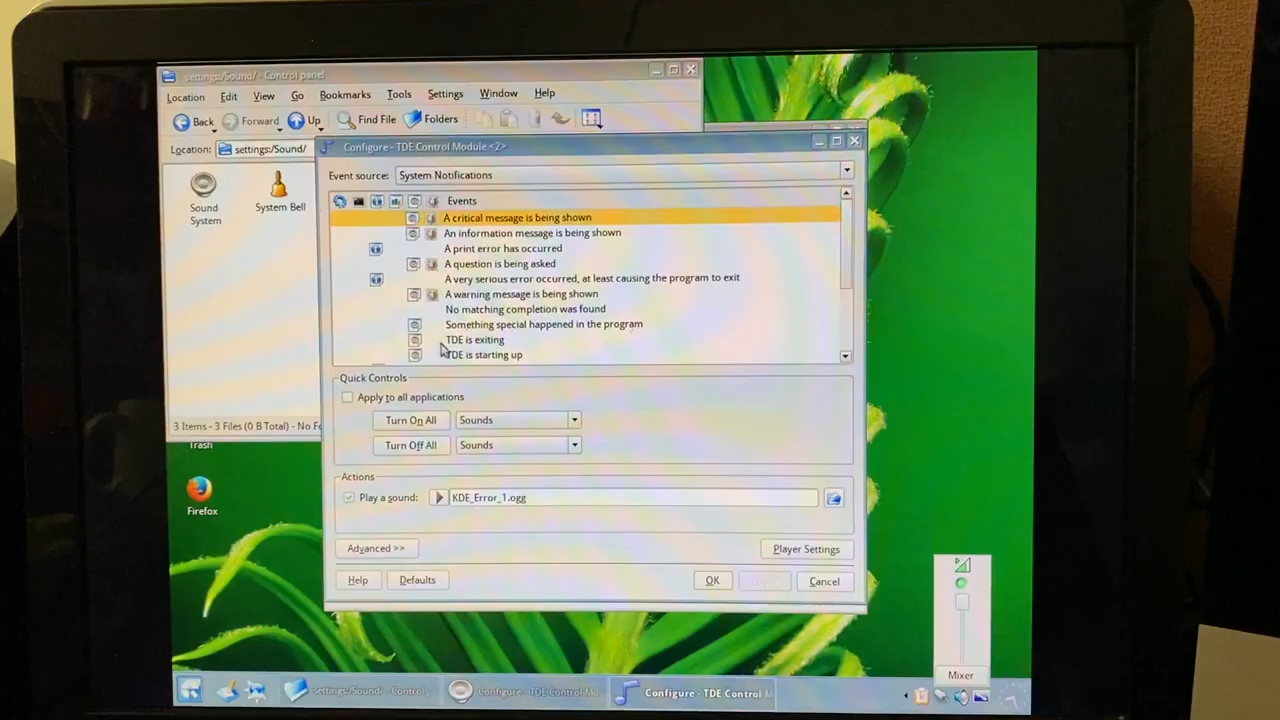 settings:/Sound/ - Control panel
Location Edit View Go Bookmarks Tools Settings Window Help
Back Forward Up Find File Folders
Location: settings:/Sound/
Sound System
System Bell
3 Items - 3 Files (0 B Total) - No Fo
Trash
Firefox
Configure - TDE Control Module <2>
Event source: System Notifications
Events
A critical message is being shown
An information message is being shown
A print error has occurred
A question is being asked
A very serious error occurred, at least causing the program to exit
A warning message is being shown
No matching completion was found
Something special happened in the program
TDE is exiting
TDE is starting up
Quick Controls
Apply to all applications
Turn On All Sounds
Turn Off All Sounds
Actions
Play a sound: KDE_Error_1.ogg
Advanced >> Player Settings
Help Defaults OK Cancel
Mixer
settings:/Sound/ - Control Configure - TDE Control Mo Configure - TDE Control M